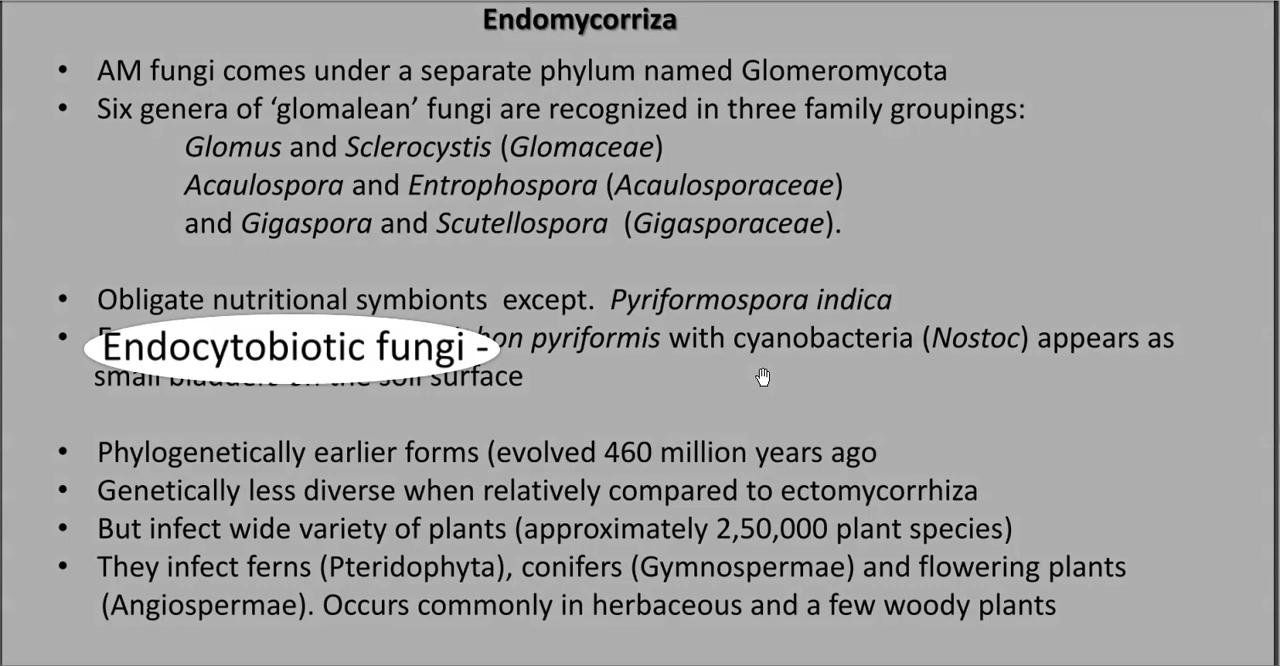 Endomycorriza
• AM fungi comes under a separate phylum named Glomeromycota
• Six genera of ‘glomalean’ fungi are recognized in three family groupings:
Glomus and Sclerocystis (Glomaceae)
Acaulospora and Entrophospora (Acaulosporaceae)
and Gigaspora and Scutellospora (Gigasporaceae).
• Obligate nutritional symbionts except. Pyriformospora indica
• Endocytobiotic fungi - pyriformis with cyanobacteria (Nostoc) appears as
small surface
• Phylogenetically earlier forms (evolved 460 million years ago
• Genetically less diverse when relatively compared to ectomycorrhiza
• But infect wide variety of plants (approximately 2,50,000 plant species)
• They infect ferns (Pteridophyta), conifers (Gymnospermae) and flowering plants
(Angiospermae). Occurs commonly in herbaceous and a few woody plants